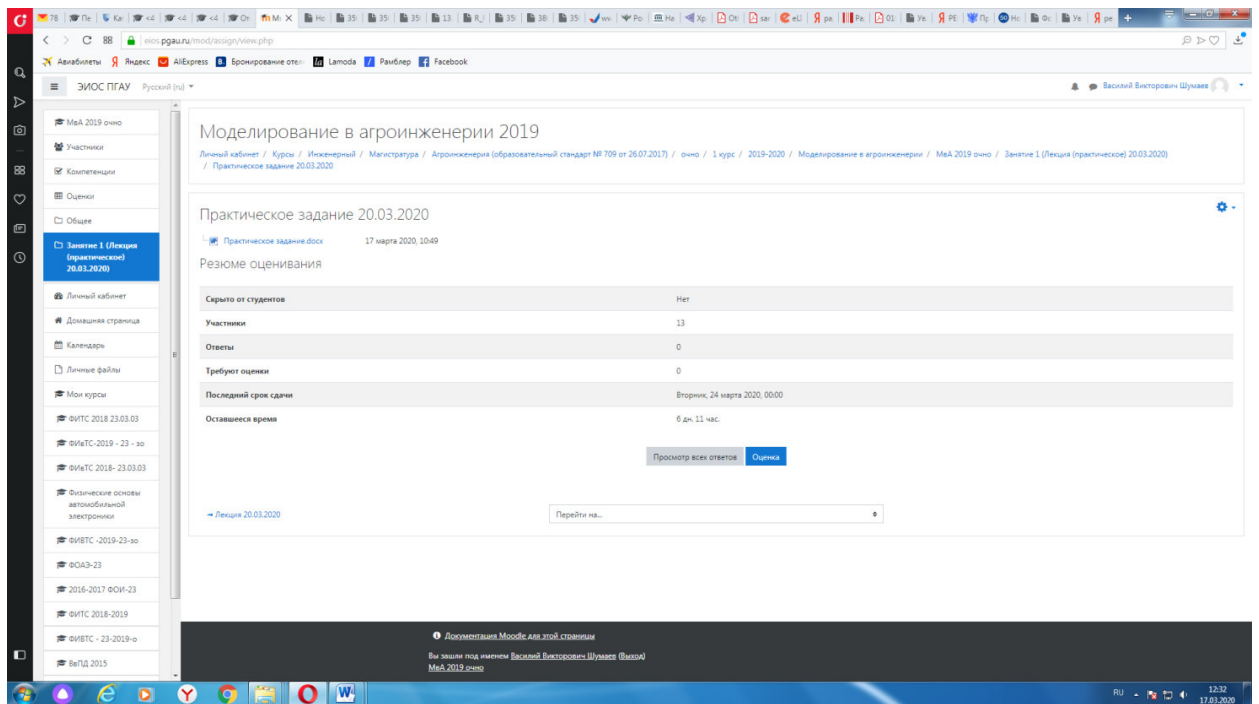 eios.pgau.ru/mod/assign/view.php
Авиабилеты Яндекс AliExpress Бронирование отел Lamoda Рамблер Facebook
ЭИОС ПГАУ Русский (ru)
Василий Викторович Шумаев
МвА 2019 очно
Участники
Компетенции
Оценки
Общее
Занятие 1 (Лекция
(практическое)
20.03.2020)
Личный кабинет
Домашняя страница
Календарь
Личные файлы
Мои курсы
ФИТС 2018 23.03.03
ФИвТС-2019 - 23 - зо
ФИвТС 2018- 23.03.03
Физические основы
автомобильной
электроники
ФИВТС -2019-23-зо
ФОАЭ-23
2016-2017 ФОИ-23
ФИТС 2018-2019
ФИВТС - 23-2019-о
ВвПД 2015
Моделирование в агроинженерии 2019
Личный кабинет / Курсы / Инженерный / Магистратура / Агроинженерия (образовательный стандарт № 709 от 26.07.2017) / очно / 1 курс / 2019-2020 / Моделирование в агроинженерии / МвА 2019 очно / Занятие 1 (Лекция (практическое) 20.03.2020)
/ Практическое задание 20.03.2020
Практическое задание 20.03.2020
Практическое задание.docx 17 марта 2020, 10:49
Резюме оценивания
Скрыто от студентов Нет
Участники 13
Ответы 0
Требуют оценки 0
Последний срок сдачи Вторник, 24 марта 2020, 00:00
Оставшееся время 6 дн. 11 час.
Просмотр всех ответов Оценка
→ Лекция 20.03.2020 Перейти на...
Документация Moodle для этой страницы
Вы зашли под именем Василий Викторович Шумаев (Выход)
МвА 2019 очно
RU 12:32
17.03.2020